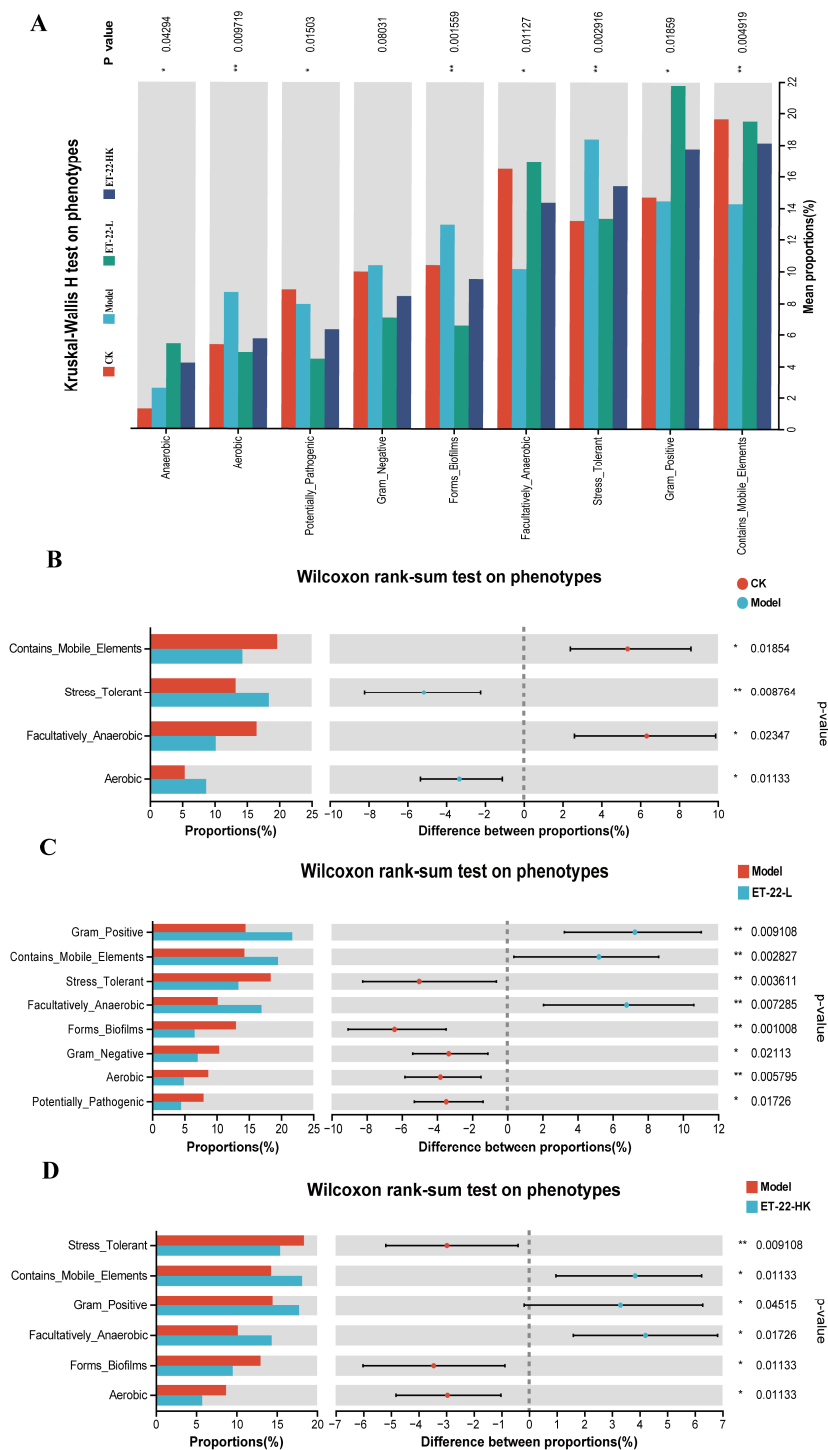 A
P value
0.04294
0.009719
0.01503
0.08031
0.001559
0.01127
0.002916
0.01859
0.004919
*
**
*
**
*
**
*
**
Kruskal-Wallis H test on phenotypes
CK
Model
ET-22-L
ET-22-HK
0
2
4
6
8
10
12
14
16
18
20
22
Mean proportions(%)
Anaerobic
Aerobic
Potentially_Pathogenic
Gram_Negative
Forms_Biofilms
Facultatively_Anaerobic
Stress_Tolerant
Gram_Positive
Contains_Mobile_Elements
B
Wilcoxon rank-sum test on phenotypes
CK
Model
Contains_Mobile_Elements * 0.01854
Stress_Tolerant ** 0.008764
Facultatively_Anaerobic * 0.02347
Aerobic * 0.01133
p-value
0 5 10 15 20 25 −10 −8 −6 −4 −2 0 2 4 6 8 10
Proportions(%) Difference between proportions(%)
C
Wilcoxon rank-sum test on phenotypes
Model
ET-22-L
Gram_Positive ** 0.009108
Contains_Mobile_Elements ** 0.002827
Stress_Tolerant ** 0.003611
Facultatively_Anaerobic ** 0.007285
Forms_Biofilms ** 0.001008
Gram_Negative * 0.02113
Aerobic ** 0.005795
Potentially_Pathogenic * 0.01726
p-value
0 5 10 15 20 25 −10 −8 −6 −4 −2 0 2 4 6 8 10 12
Proportions(%) Difference between proportions(%)
D
Wilcoxon rank-sum test on phenotypes
Model
ET-22-HK
Stress_Tolerant ** 0.009108
Contains_Mobile_Elements * 0.01133
Gram_Positive * 0.04515
Facultatively_Anaerobic * 0.01726
Forms_Biofilms * 0.01133
Aerobic * 0.01133
p-value
0 5 10 15 20 −7 −6 −5 −4 −3 −2 −1 0 1 2 3 4 5 6 7
Proportions(%) Difference between proportions(%)